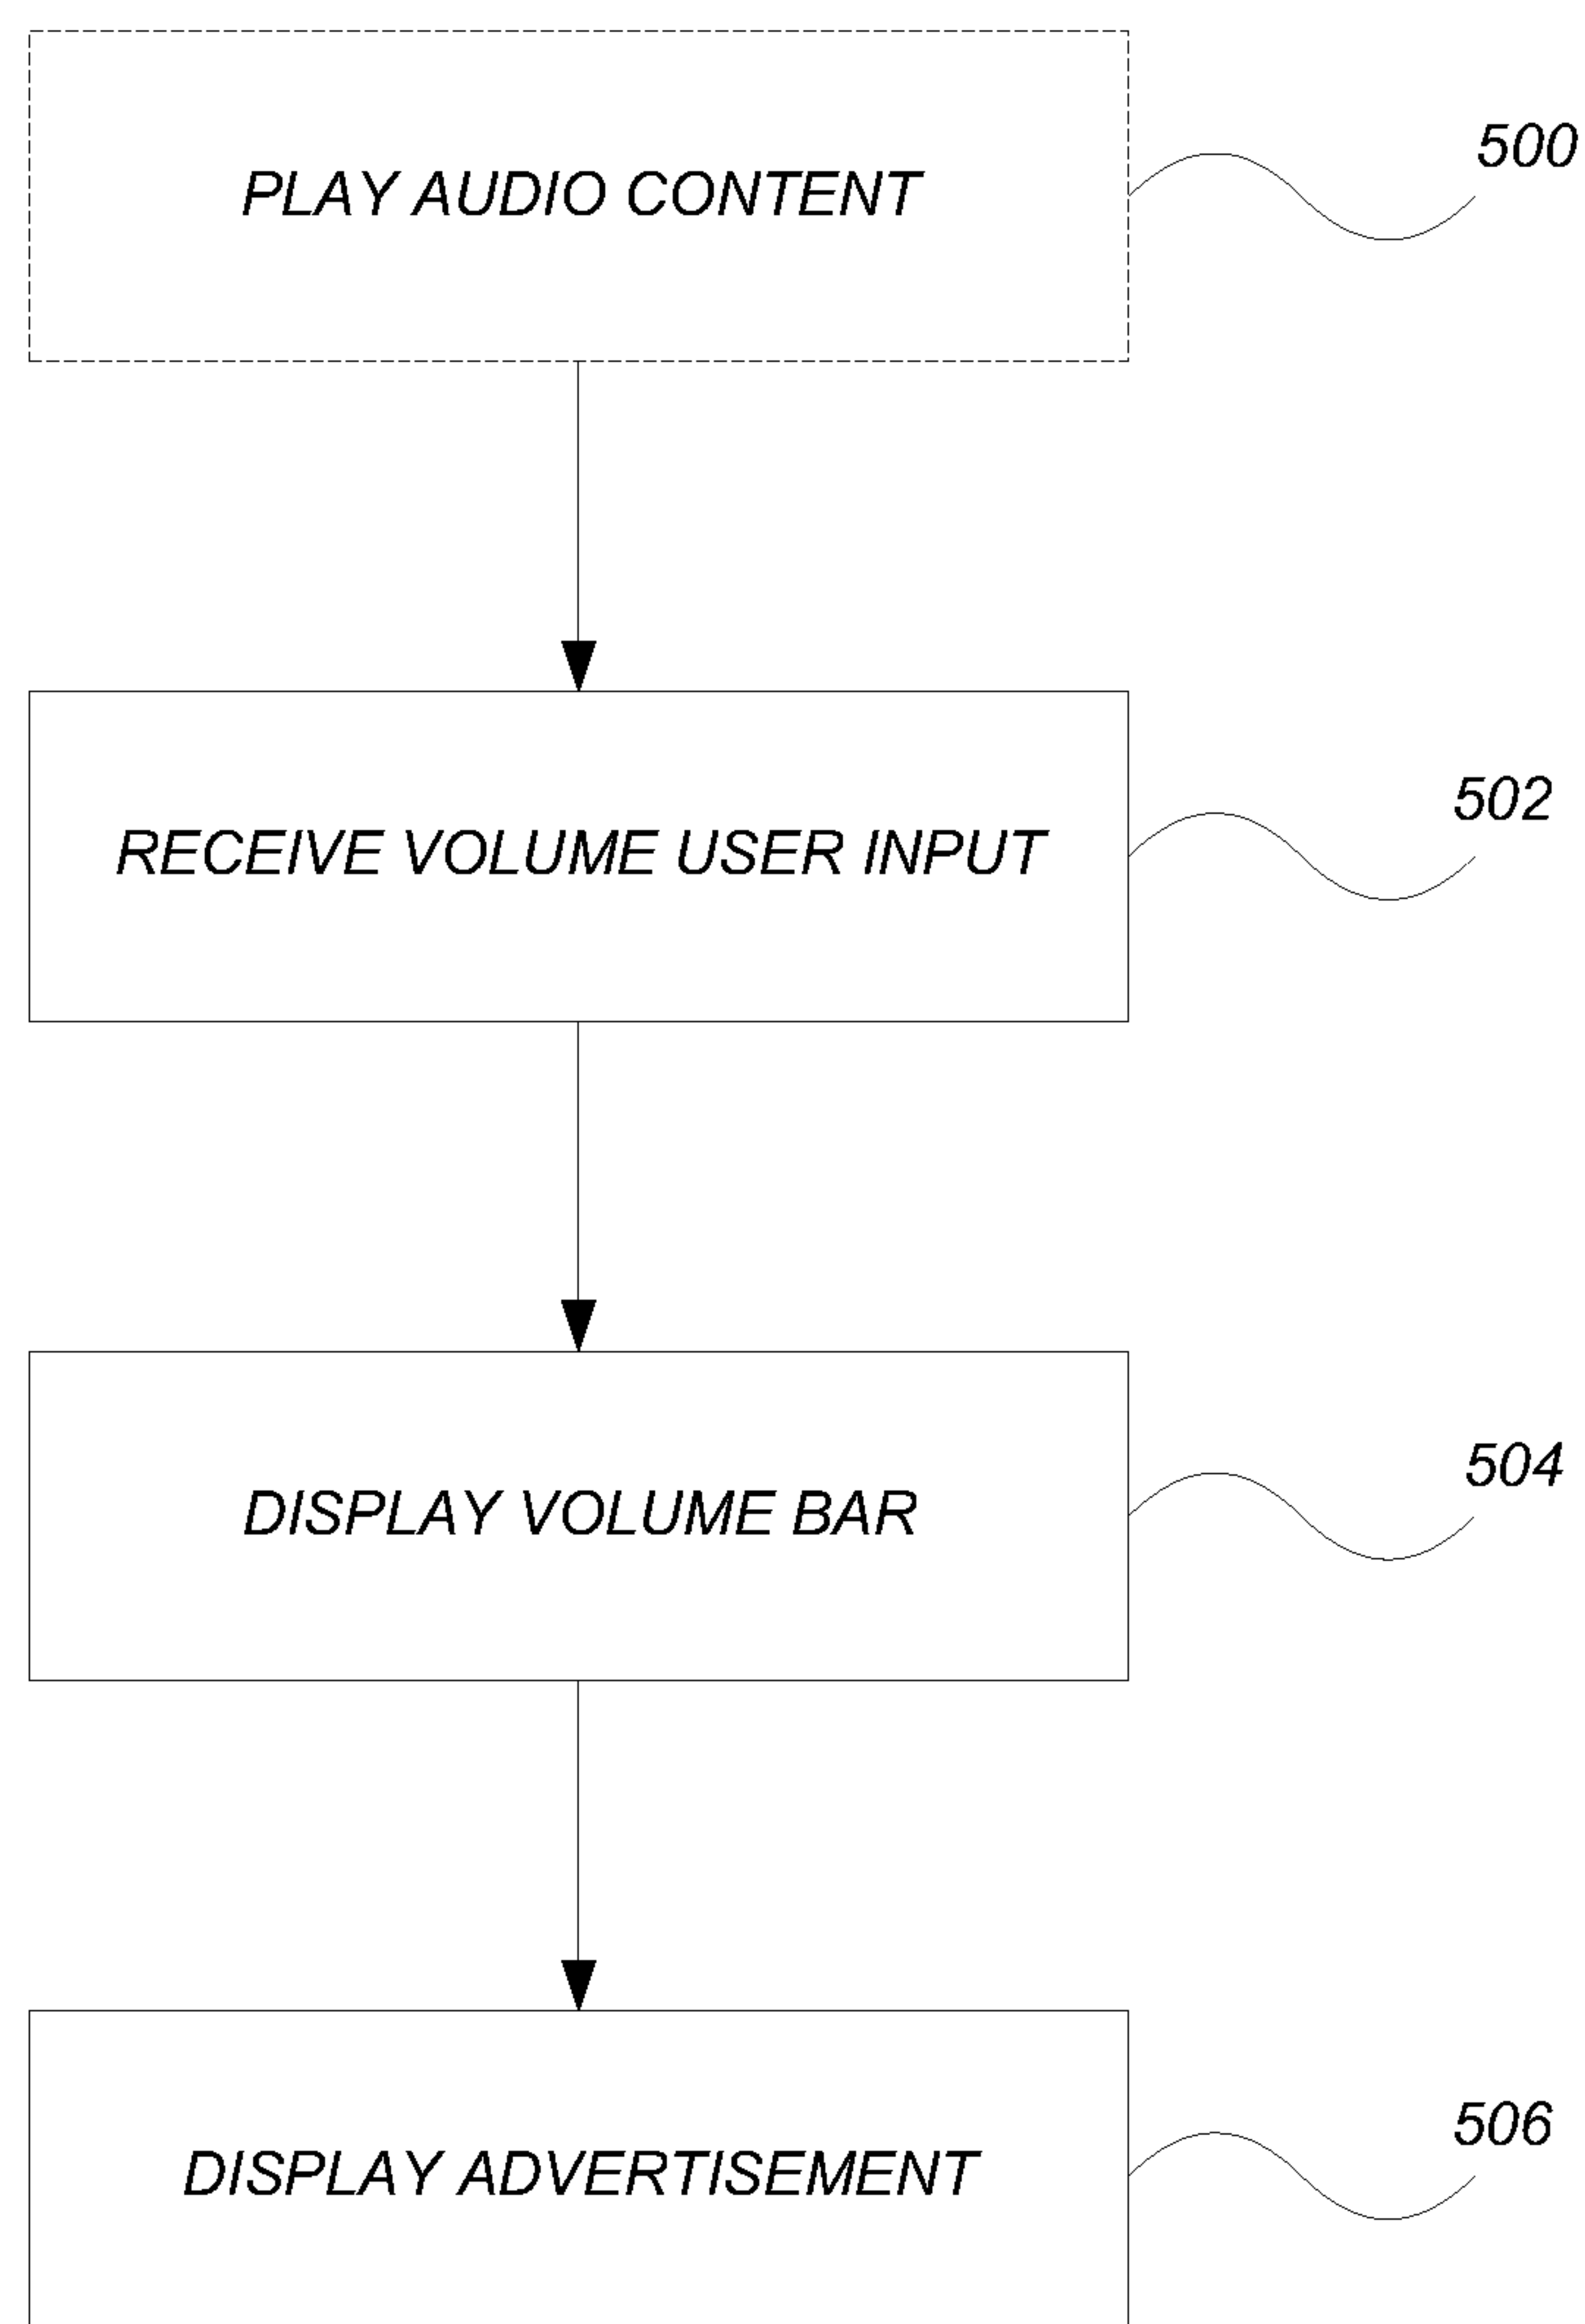 PLAY AUDIO CONTENT
500
RECEIVE VOLUME USER INPUT
502
DISPLAY VOLUME BAR
504
DISPLAY ADVERTISEMENT
506